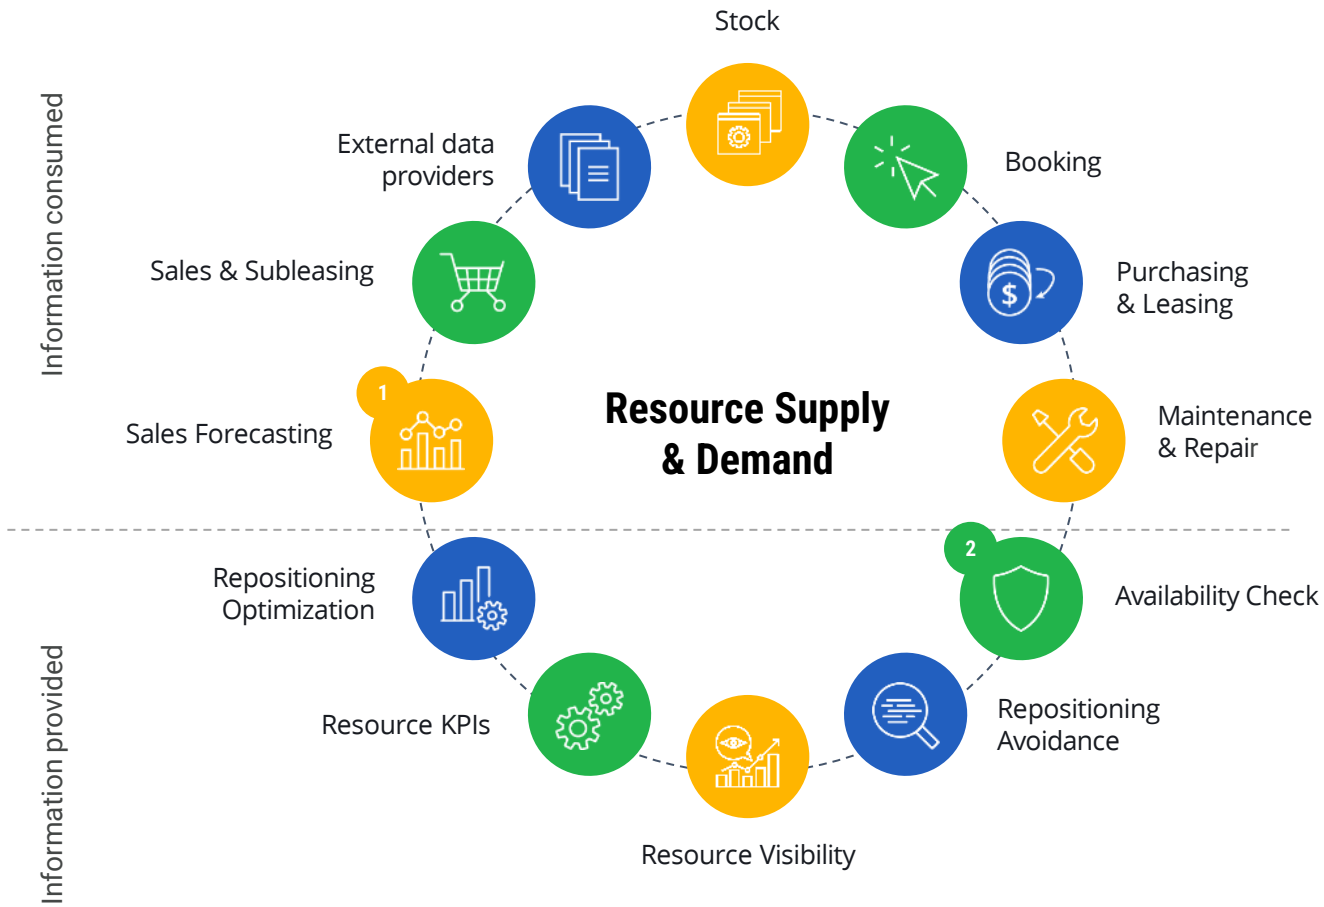 Stock
External data
providers
Booking
Information consumed
Sales & Subleasing
Purchasing
& Leasing
$
1
Sales Forecasting
Resource Supply
& Demand
Maintenance
& Repair
2
Repositioning
Optimization
Availability Check
Information provided
Resource KPIs
Repositioning
Avoidance
Resource Visibility